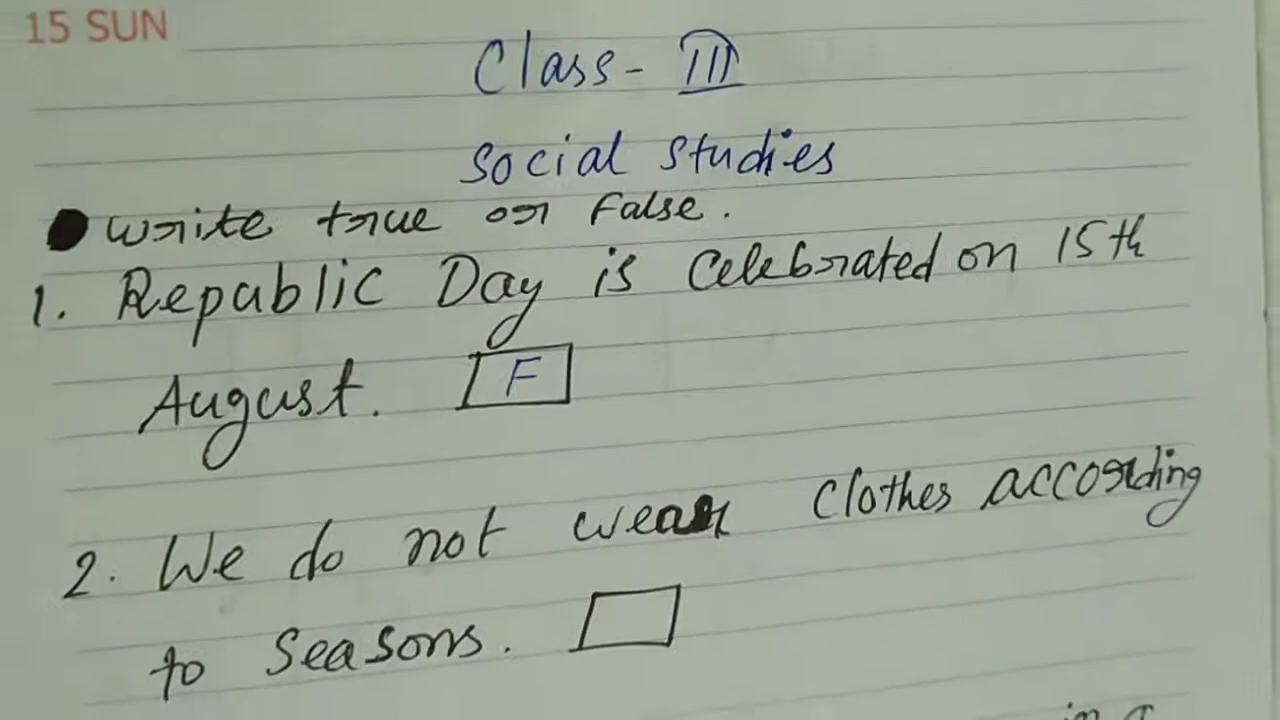 15 SUN
Class - III
Social Studies
Write true or False.
1. Republic Day is Celebrated on 15th
August. F
2. We do not wear clothes according
to Seasons.
in a